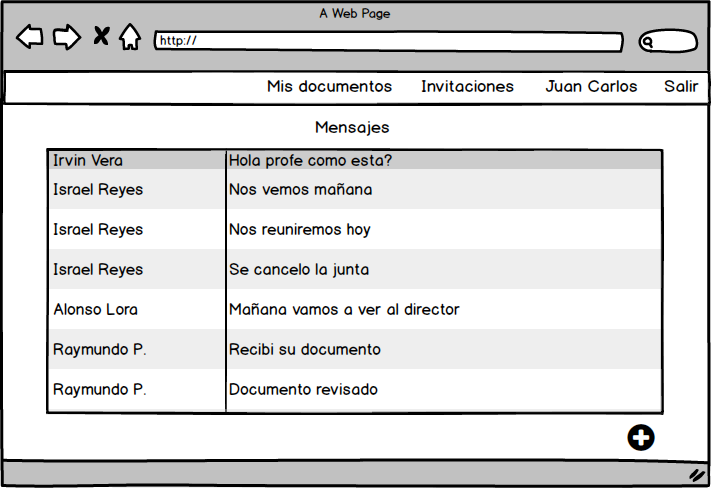 A Web Page
http://
Mis documentos Invitaciones Juan Carlos Salir
Mensajes
Irvin Vera Hola profe como esta?
Israel Reyes Nos vemos mañana
Israel Reyes Nos reuniremos hoy
Israel Reyes Se cancelo la junta
Alonso Lora Mañana vamos a ver al director
Raymundo P. Recibi su documento
Raymundo P. Documento revisado